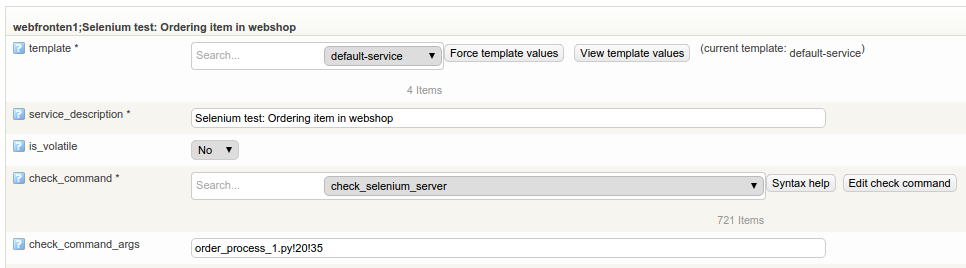 webfronten1;Selenium test: Ordering item in webshop
? template * Search... default-service ▼ Force template values View template values (current template: default-service)
4 Items
? service_description * Selenium test: Ordering item in webshop
? is_volatile No ▼
? check_command * Search... check_selenium_server ▼ Syntax help Edit check command
721 Items
? check_command_args order_process_1.py!20!35